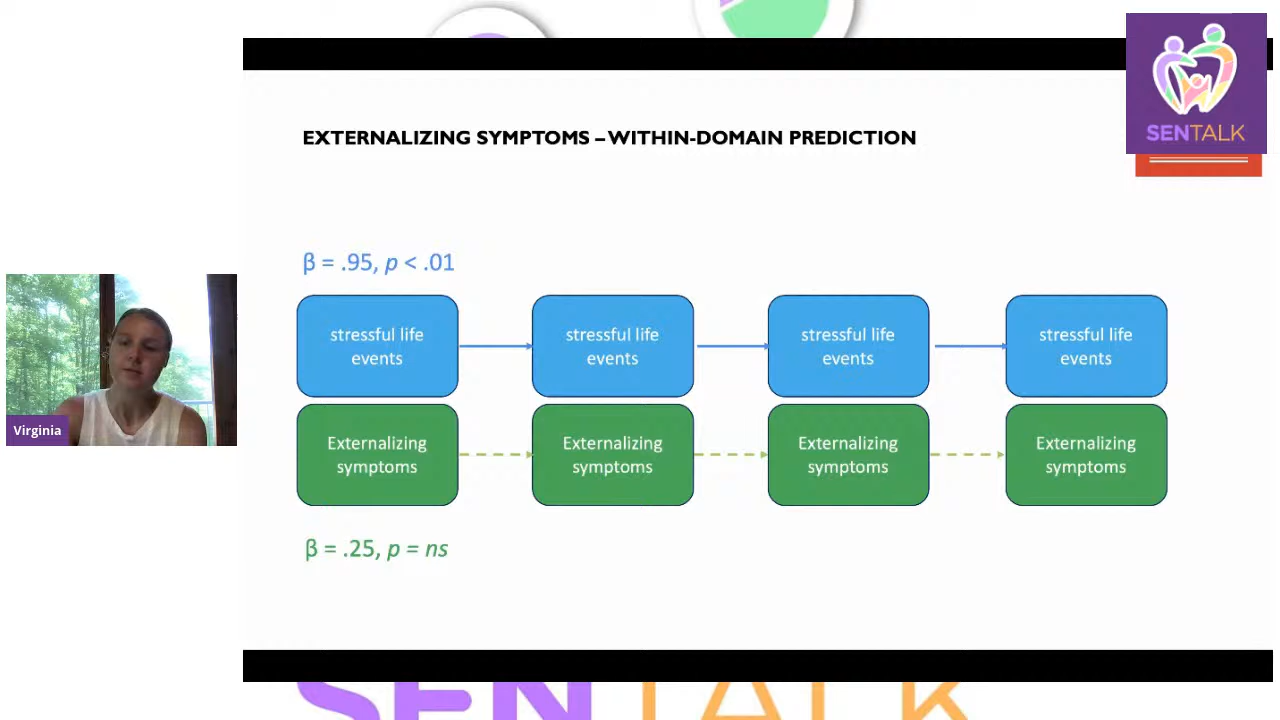 SENTALK
EXTERNALIZING SYMPTOMS – WITHIN-DOMAIN PREDICTION
β = .95, p < .01
stressful life
events
stressful life
events
stressful life
events
stressful life
events
Externalizing
symptoms
Externalizing
symptoms
Externalizing
symptoms
Externalizing
symptoms
β = .25, p = ns
Virginia
SENTALK